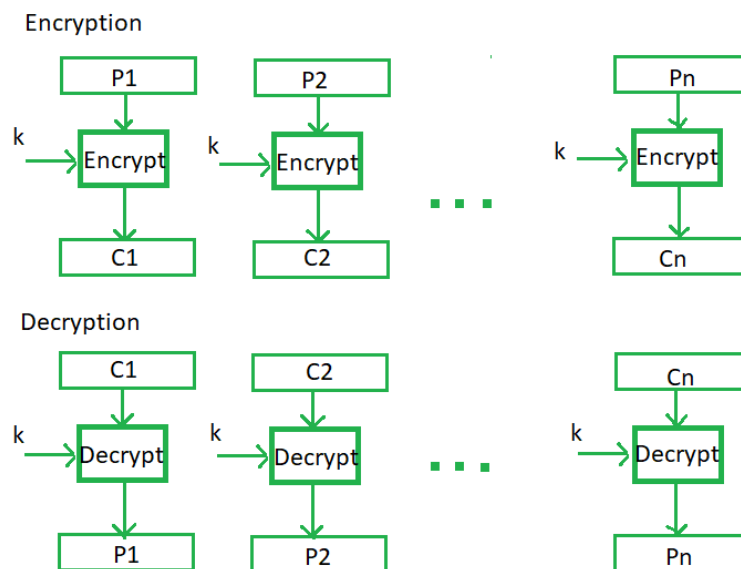 Encryption
P1 P2 Pn
k Encrypt k Encrypt k Encrypt
C1 C2 Cn
Decryption
C1 C2 Cn
k Decrypt k Decrypt k Decrypt
P1 P2 Pn